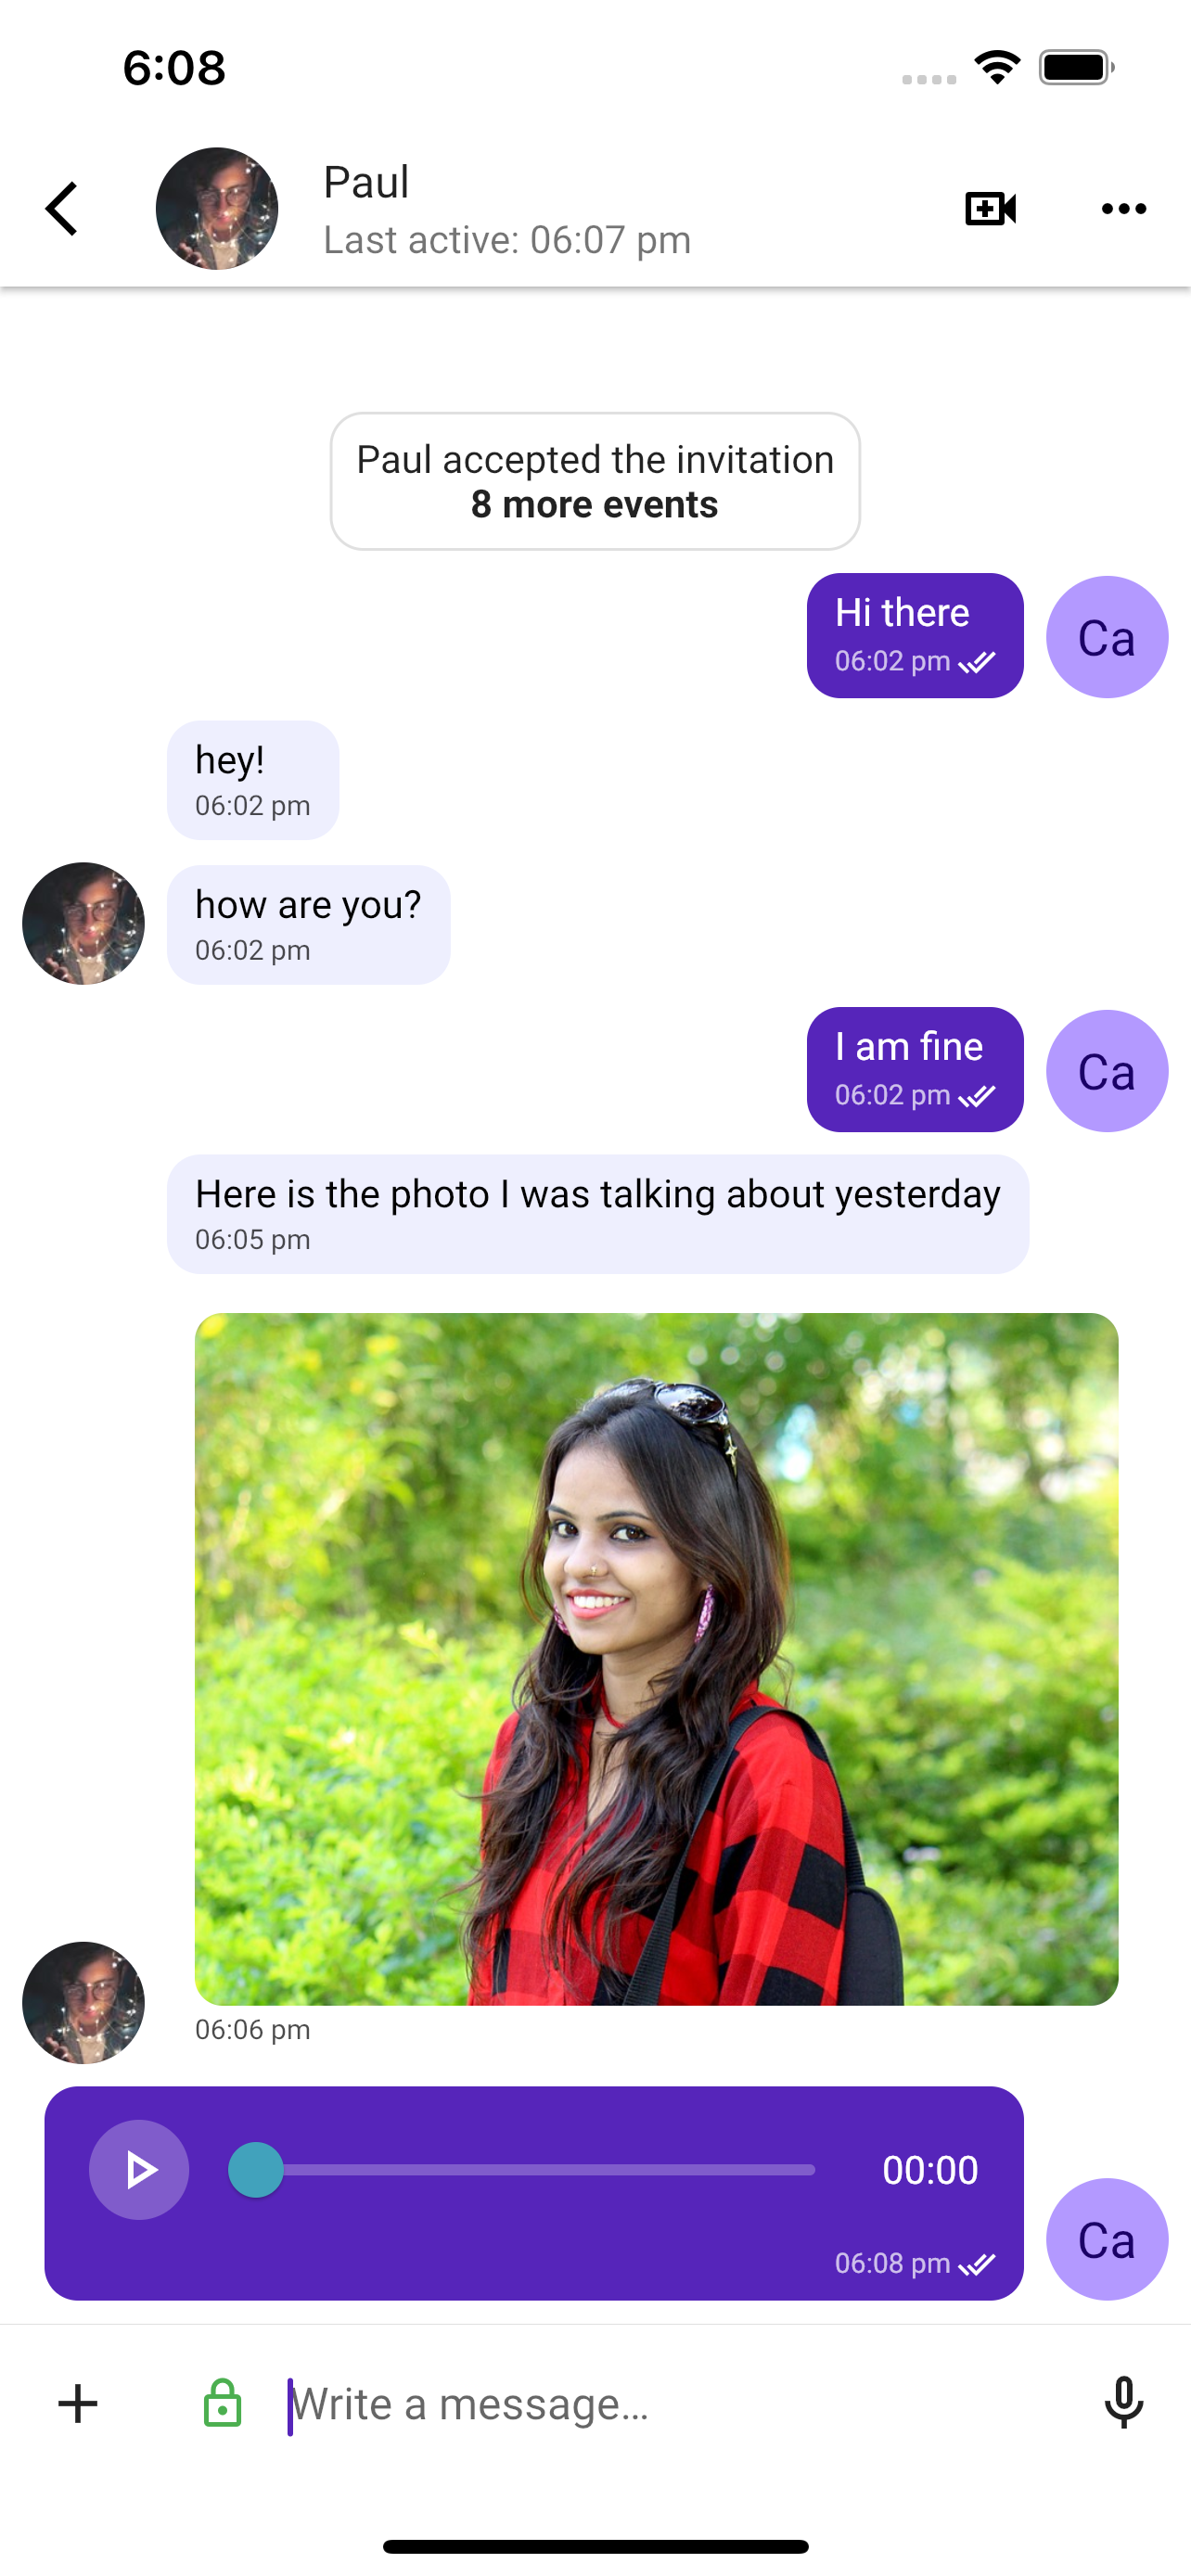 6:08
Paul
Last active: 06:07 pm
Paul accepted the invitation
8 more events
Hi there
06:02 pm
Ca
hey!
06:02 pm
how are you?
06:02 pm
I am fine
06:02 pm
Ca
Here is the photo I was talking about yesterday
06:05 pm
06:06 pm
00:00
06:08 pm
Ca
Write a message...